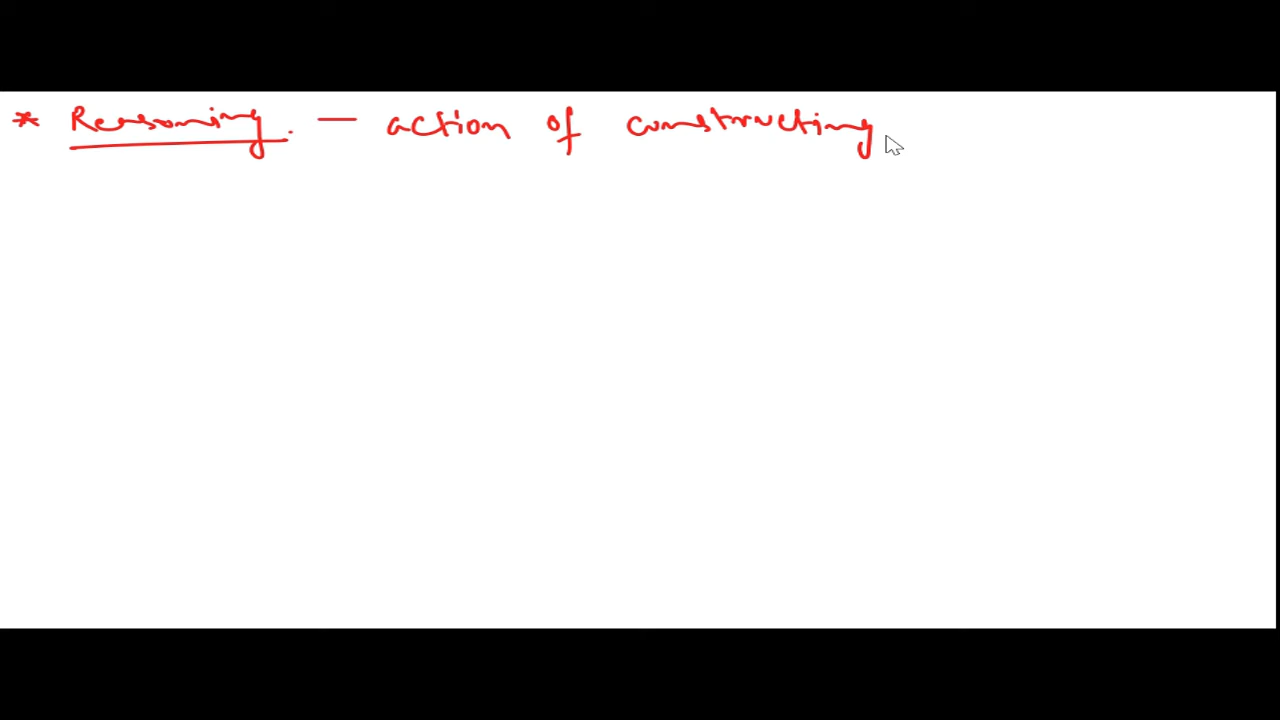 * Reasoning. — action of constructing